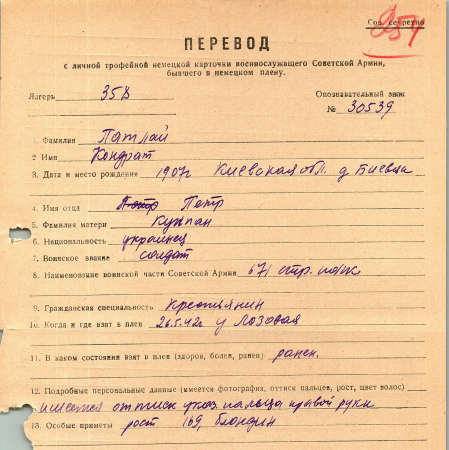 Сов. секретно
254
ПЕРЕВОД
с личной трофейной немецкой карточки военнослужащего Советской Армии,
бывшего в немецком плену.
Лагерь 35 Д Опознавательный знак
№ 30539
1. Фамилия Патлай
2 Имя Кондрат
3. Дата и место рождения 1907г Киевская обл. д. Биевцы
4. Имя отца Петр
5. Фамилия матери Кужпан
6. Национальность украинец
7. Воинское звание солдат
8. Наименование воинской части Советской Армии 671 стр. полк
9. Гражданская специальность Крестьянин
10. Когда и где взят в плен 26.5.42г у Лозовая
11. В каком состоянии взят в плен (здоров, болен, ранен) ранен.
12. Подробные персональные данные (имеется фотография, оттиск пальцев, рост, цвет волос)
имеется оттиск указ. пальца правой руки
13. Особые приметы рост 169, блондин